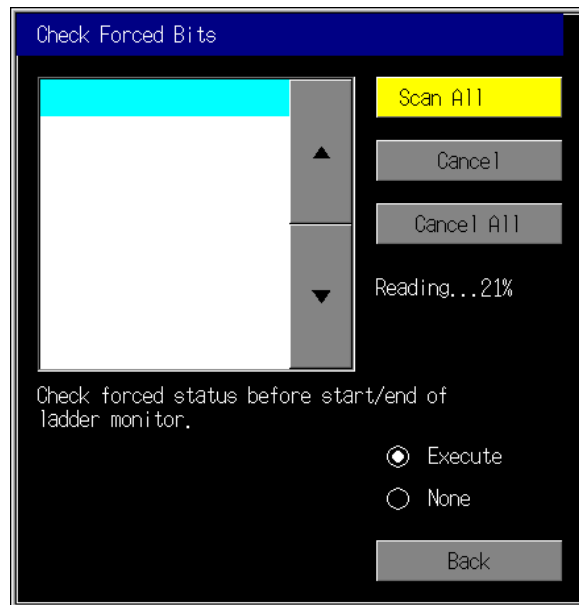 Check Forced Bits
Scan All
Cancel
Cancel All
Reading...21%
Check forced status before start/end of
ladder monitor.
Execute
None
Back